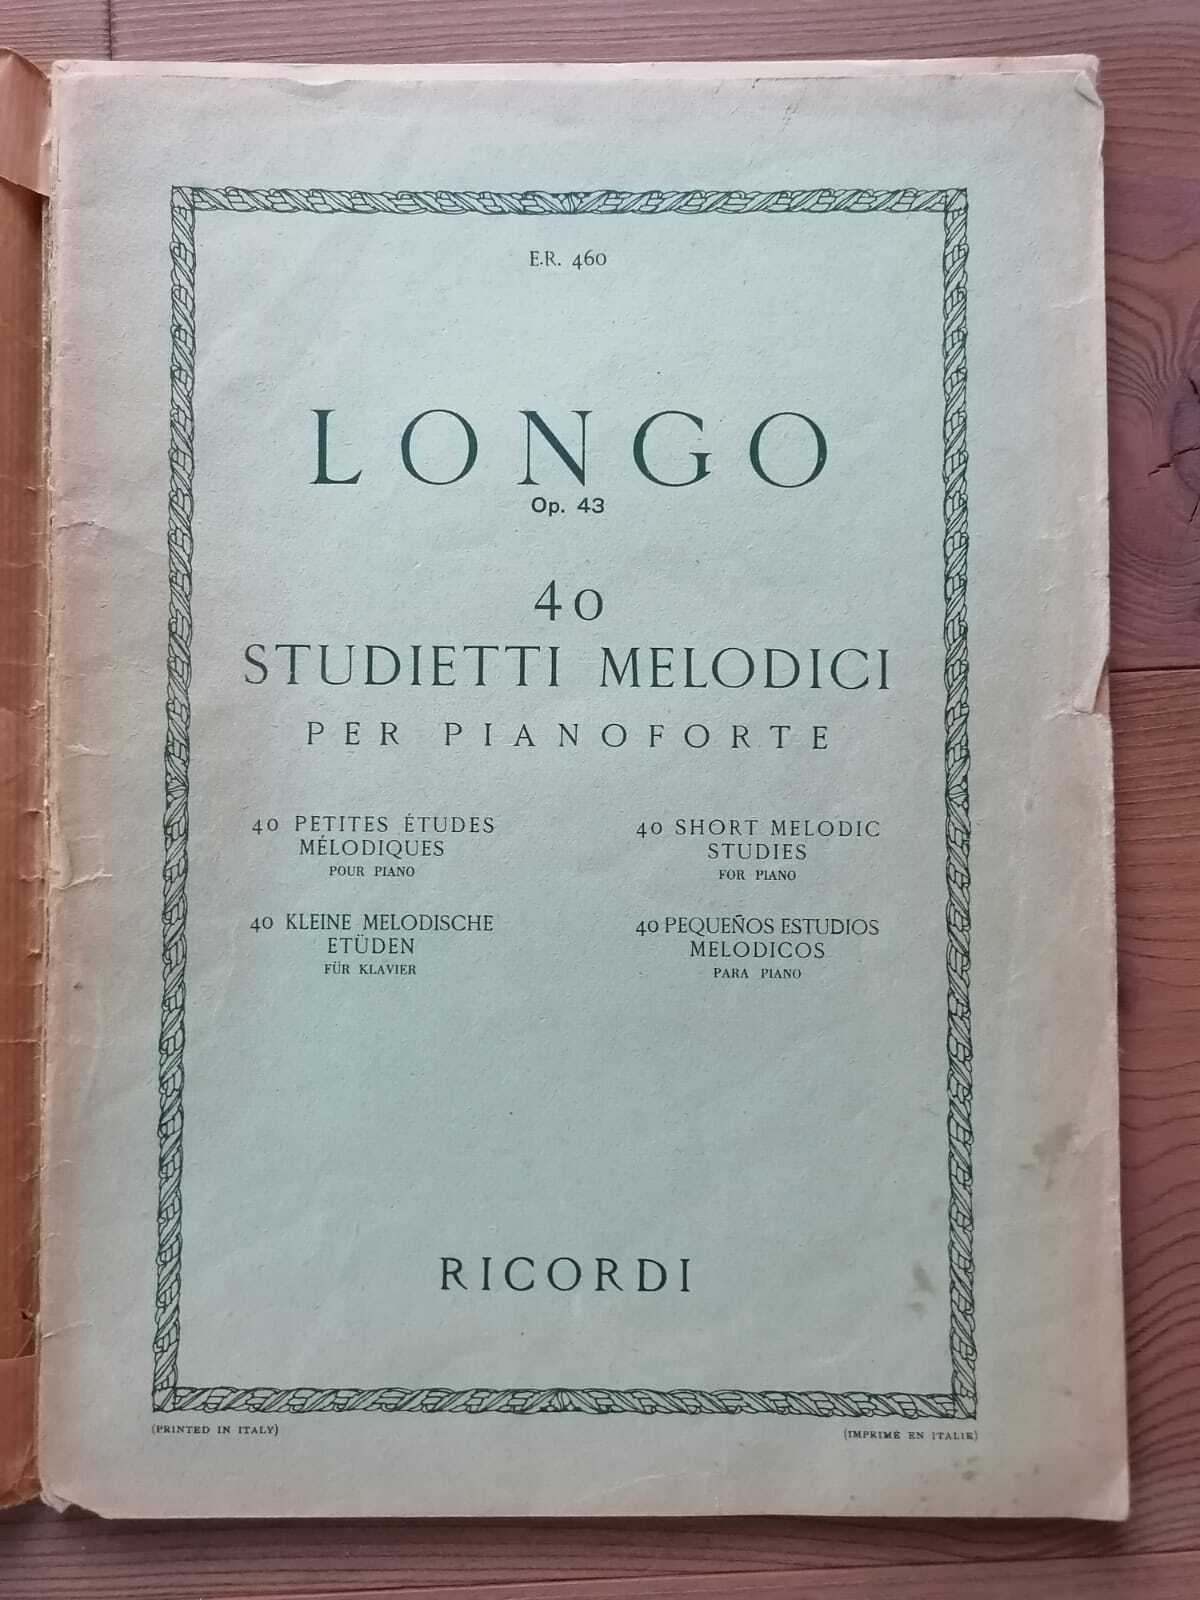 E.R. 460
LONGO
Op. 43
40
STUDIETTI MELODICI
PER PIANOFORTE
40 PETITES ÉTUDES
MÉLODIQUES
POUR PIANO
40 KLEINE MELODISCHE
ETÜDEN
FÜR KLAVIER
40 SHORT MELODIC
STUDIES
FOR PIANO
40 PEQUEÑOS ESTUDIOS
MELODICOS
PARA PIANO
RICORDI
(PRINTED IN ITALY)
(IMPRIMÉ EN ITALIE)